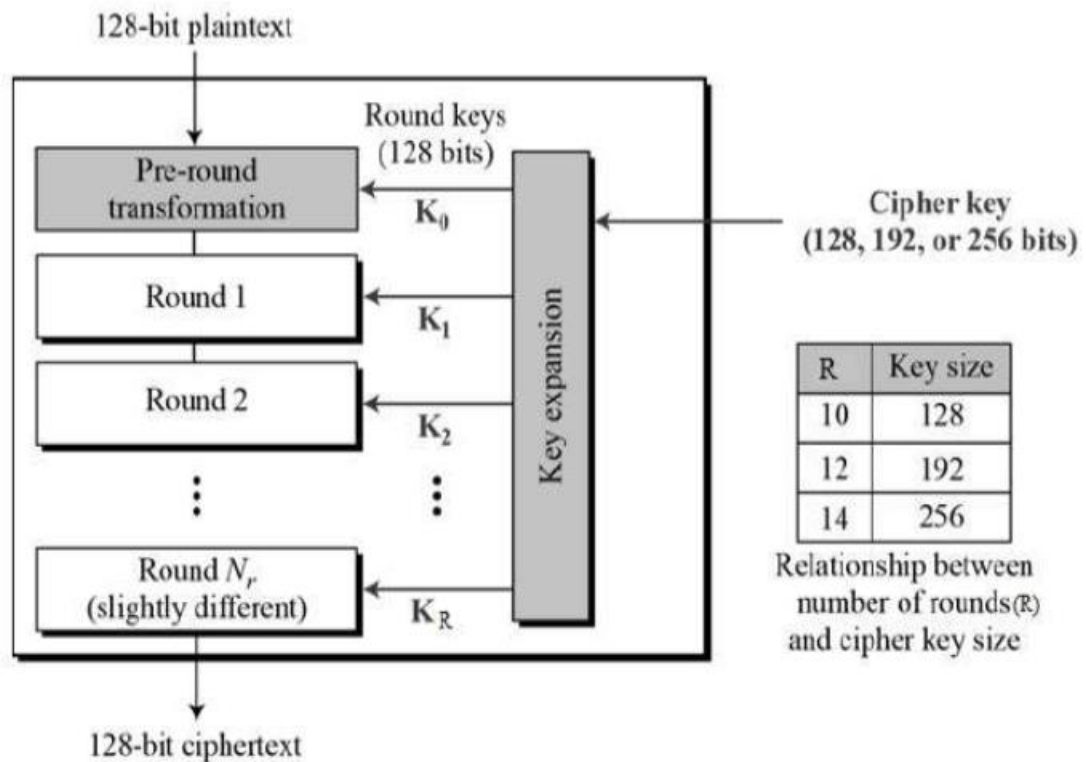 128-bit plaintext
Round keys
(128 bits)
Pre-round
transformation
K₀
Cipher key
(128, 192, or 256 bits)
Round 1
K₁
Key expansion
Round 2
K₂
R Key size
10 128
12 192
14 256
Relationship between
number of rounds(R)
and cipher key size
Round Nᵣ
(slightly different)
K_R
128-bit ciphertext